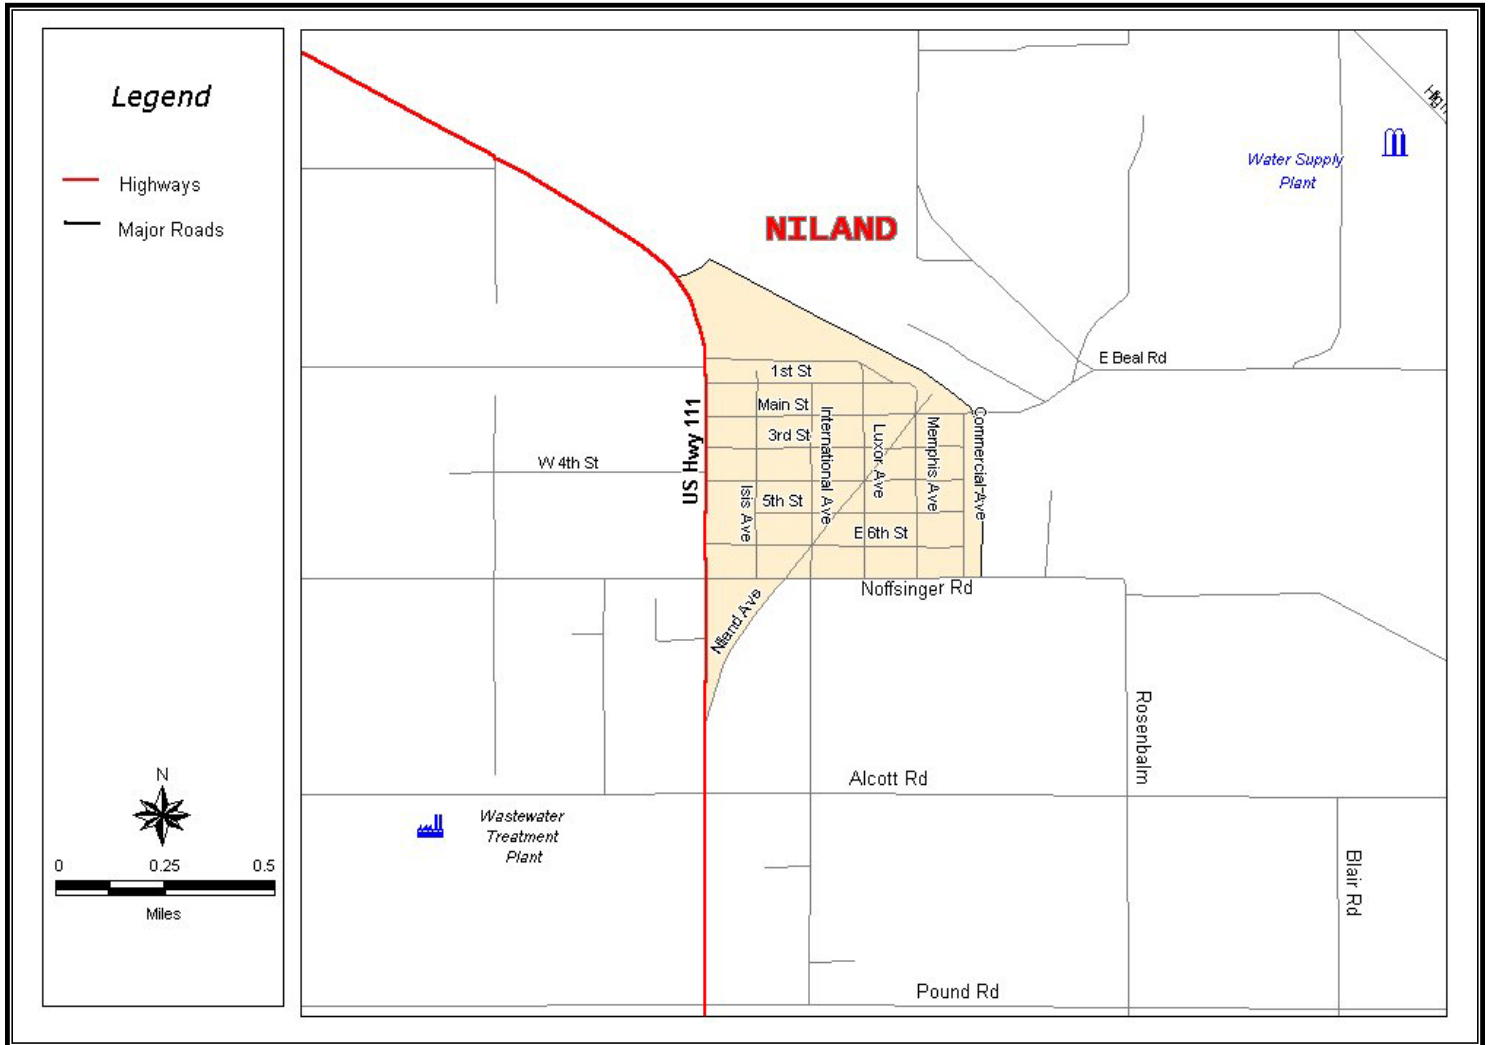 Legend
Highways
Major Roads
N
0 0.25 0.5
Miles
NILAND
Water Supply
Plant
E Beal Rd
1st St
Main St
3rd St
W 4th St
5th St
E 6th St
US Hwy 111
Isis Ave
International Ave
Luxor Ave
Memphis Ave
Commercial Ave
Niland Ave
Noffsinger Rd
Rosenbalm
Alcott Rd
Wastewater
Treatment
Plant
Blair Rd
Pound Rd